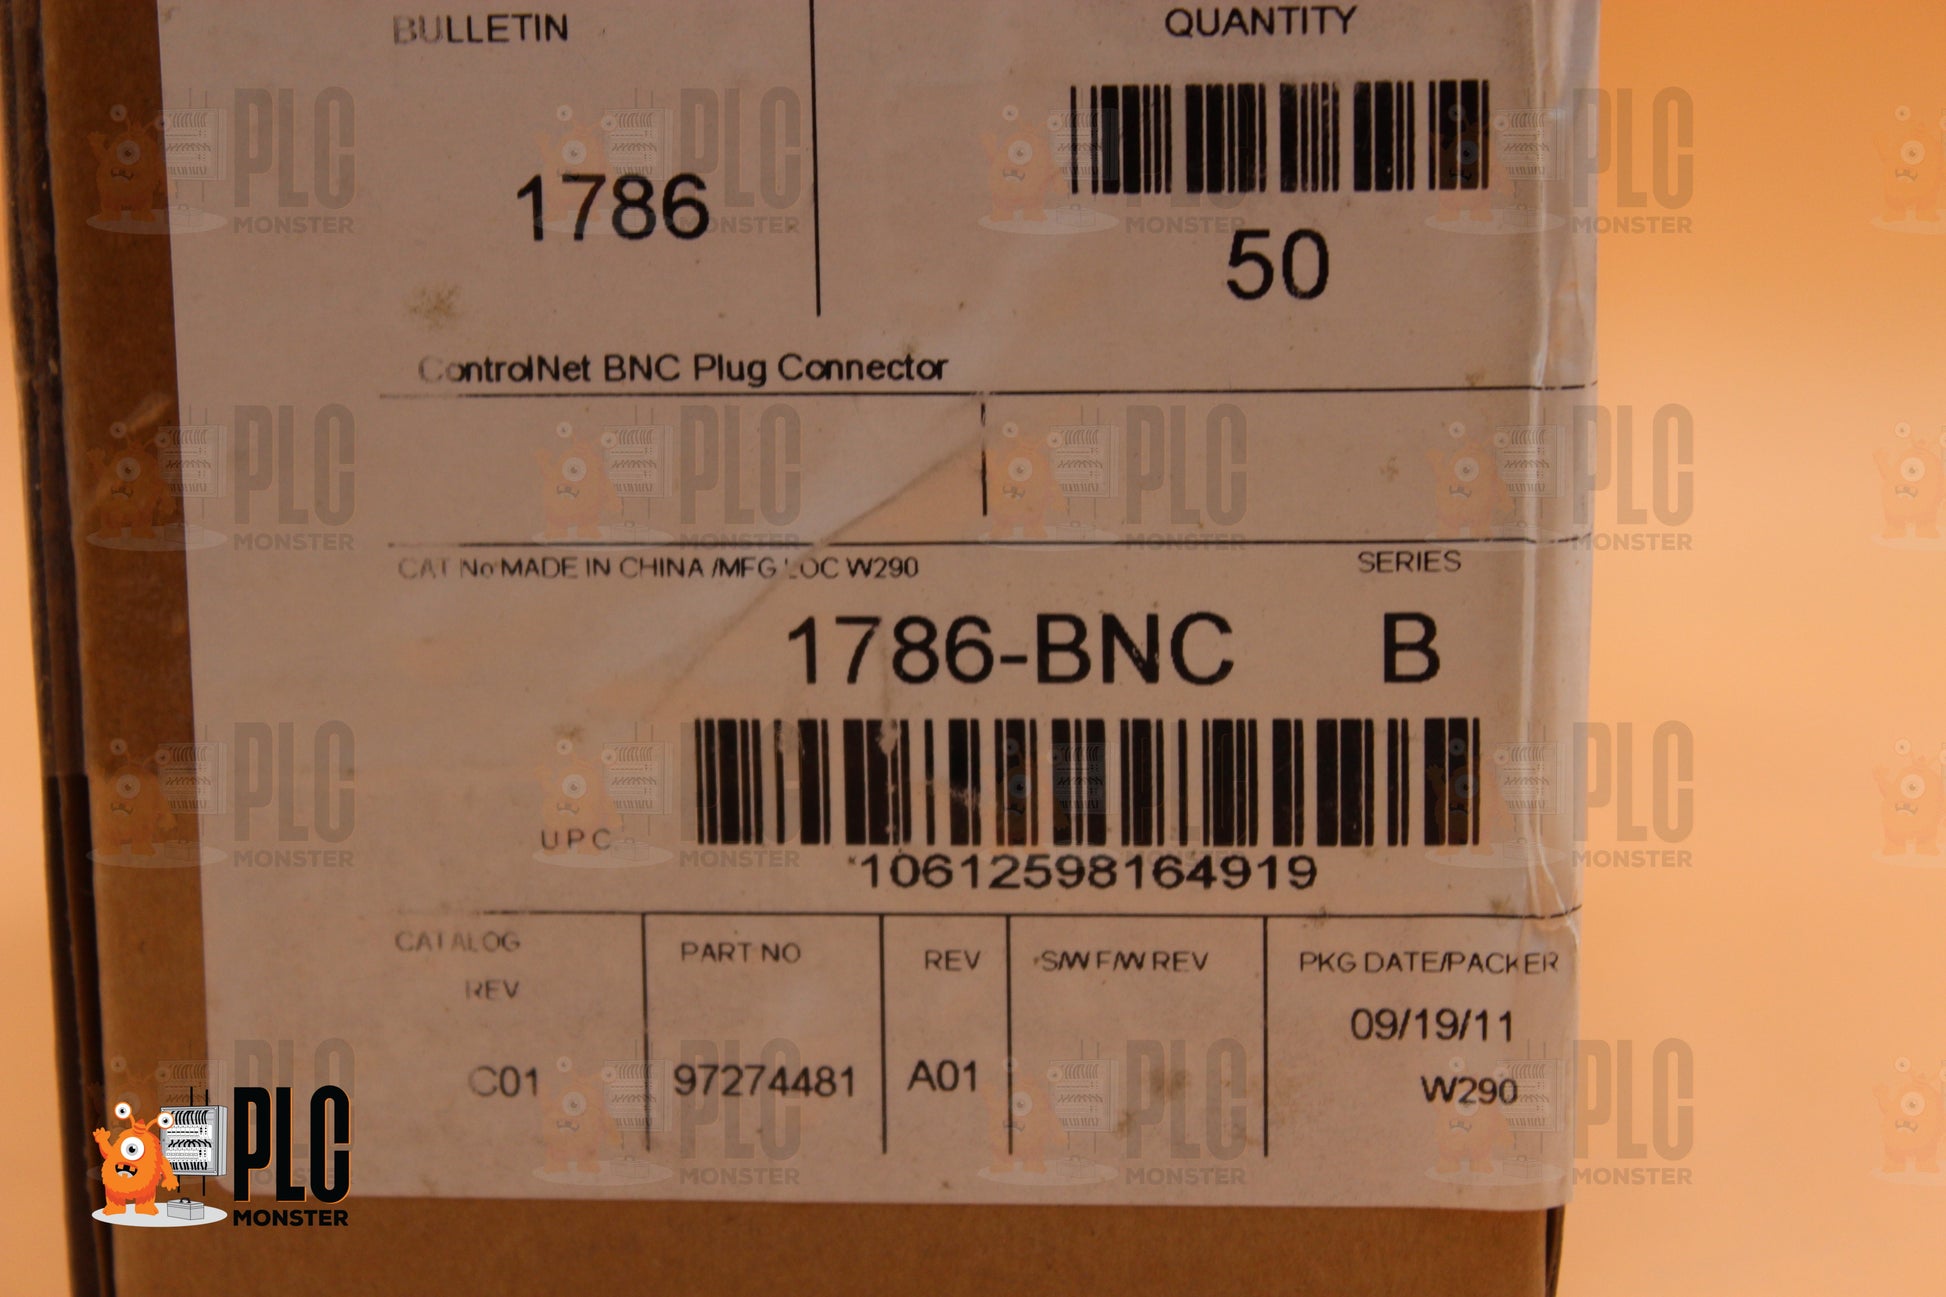 BULLETIN QUANTITY
1786
50
ControlNet BNC Plug Connector
CAT No MADE IN CHINA /MFG LOC W290 SERIES
1786-BNC B
UPC
10612598164919
CATALOG REV PART NO REV S/W F/W REV PKG DATE/PACKER
C01 97274481 A01 09/19/11
W290
PLC
MONSTER